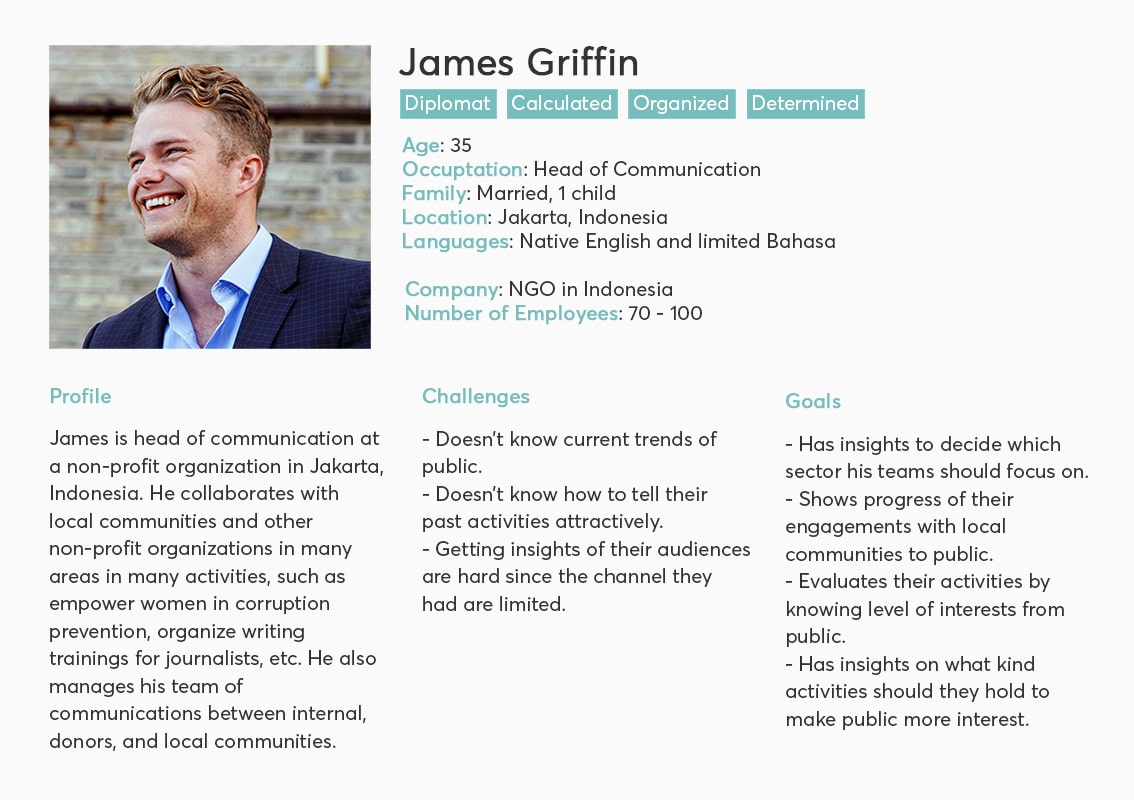 James Griffin
Diplomat Calculated Organized Determined
Age: 35
Occuptation: Head of Communication
Family: Married, 1 child
Location: Jakarta, Indonesia
Languages: Native English and limited Bahasa
Company: NGO in Indonesia
Number of Employees: 70 - 100
Profile
James is head of communication at
a non-profit organization in Jakarta,
Indonesia. He collaborates with
local communities and other
non-profit organizations in many
areas in many activities, such as
empower women in corruption
prevention, organize writing
trainings for journalists, etc. He also
manages his team of
communications between internal,
donors, and local communities.
Challenges
- Doesn't know current trends of
public.
- Doesn't know how to tell their
past activities attractively.
- Getting insights of their audiences
are hard since the channel they
had are limited.
Goals
- Has insights to decide which
sector his teams should focus on.
- Shows progress of their
engagements with local
communities to public.
- Evaluates their activities by
knowing level of interests from
public.
- Has insights on what kind
activities should they hold to
make public more interest.